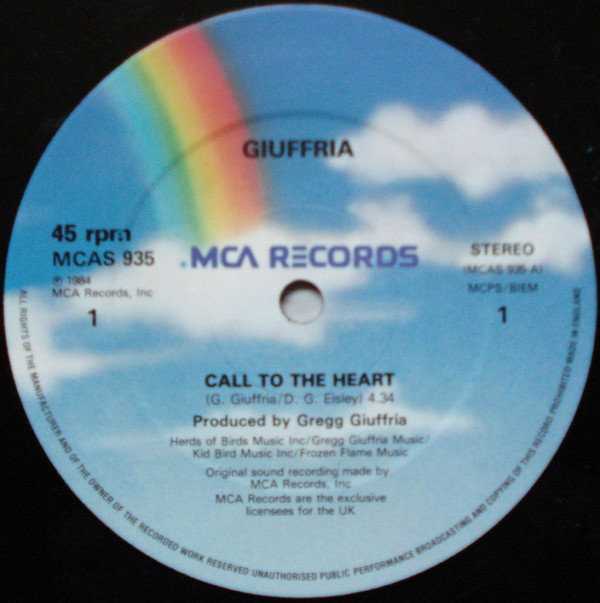 GIUFFRIA
45 rpm
MCAS 935
℗ 1984
MCA Records, Inc
1
MCA RECORDS
STEREO
(MCAS 935-A)
MCPS/BIEM
1
CALL TO THE HEART
(G. Giuffria/D. G. Eisley) 4.34
Produced by Gregg Giuffria
Herds of Birds Music Inc/Gregg Giuffria Music/
Kid Bird Music Inc/Frozen Flame Music
Original sound recording made by
MCA Records, Inc
MCA Records are the exclusive
licensees for the UK
ALL RIGHTS OF THE MANUFACTURER AND OF THE OWNER OF THE RECORDED WORK RESERVED UNAUTHORISED PUBLIC PERFORMANCE BROADCASTING AND COPYING OF THIS RECORD PROHIBITED MADE IN ENGLAND